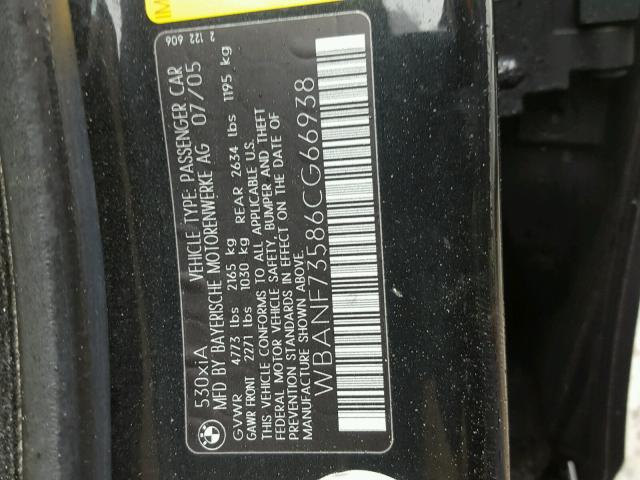 IM
2 122 606
530xiA VEHICLE TYPE: PASSENGER CAR
MFD BY BAYERISCHE MOTORENWERKE AG 07/05
GVWR 4773 lbs 2165 kg
GAWR FRONT 2271 lbs 1030 kg REAR 2634 lbs 1195 kg
THIS VEHICLE CONFORMS TO ALL APPLICABLE U.S.
FEDERAL MOTOR VEHICLE SAFETY, BUMPER AND THEFT
PREVENTION STANDARDS IN EFFECT ON THE DATE OF
MANUFACTURE SHOWN ABOVE.
WBANF73586CG66938